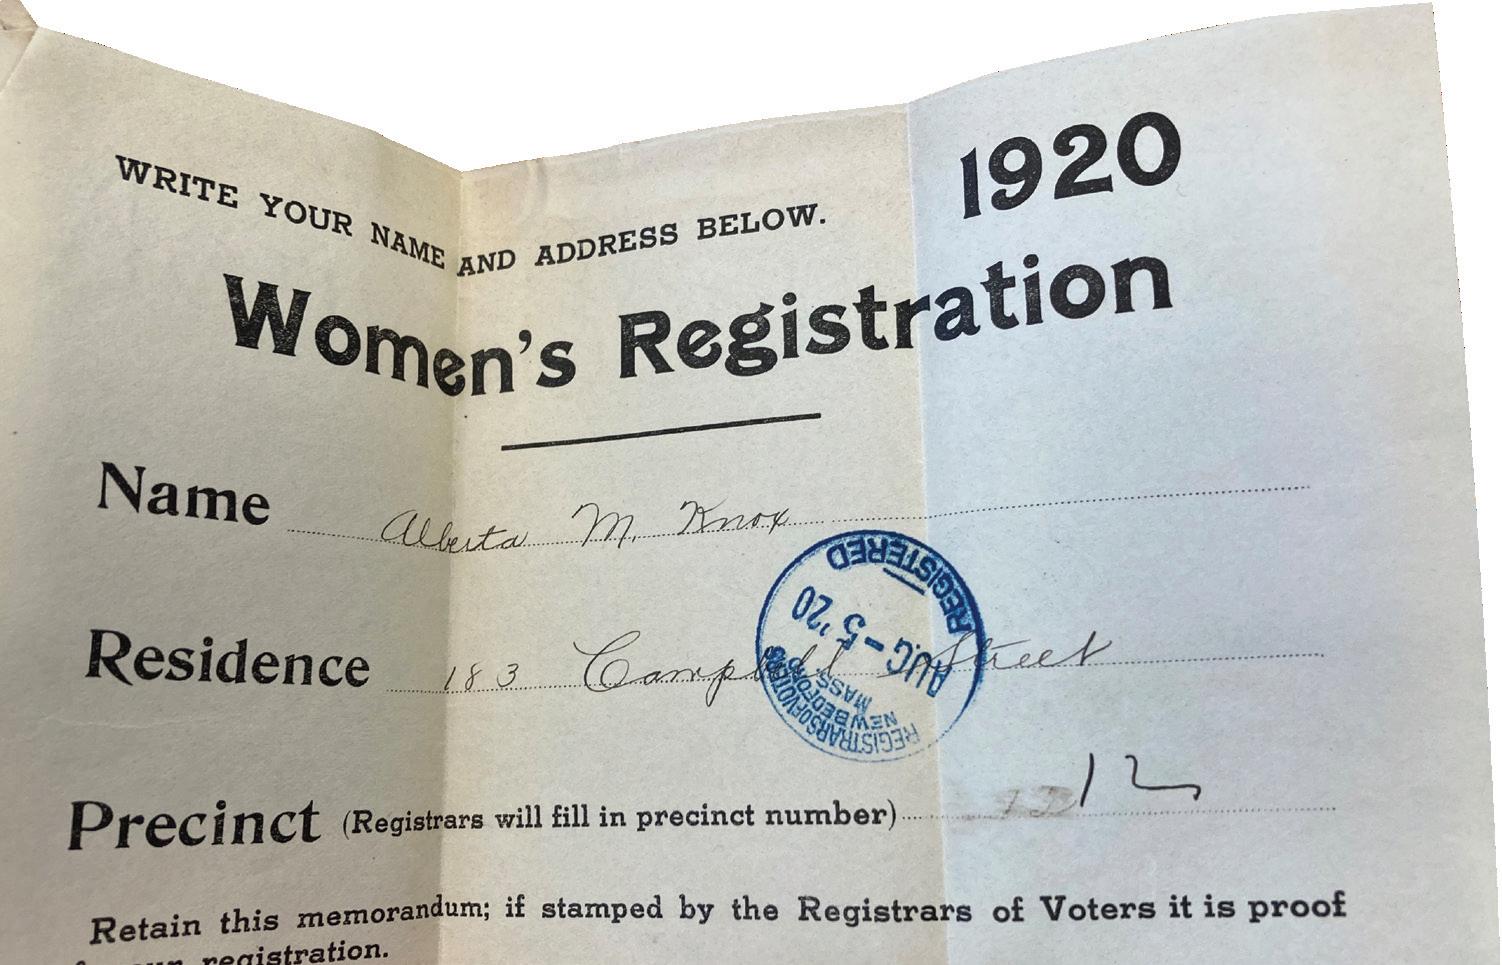 1920
WRITE YOUR NAME AND ADDRESS BELOW.
Women's Registration
Name Alberta M. Knox
Residence 183 Campbell Street
REGISTERED
AUG - 5 '20
REGISTRARS OF VOTERS
NEW BEDFORD
MASS.
Precinct (Registrars will fill in precinct number) 12
Retain this memorandum; if stamped by the Registrars of Voters it is proof
registration.